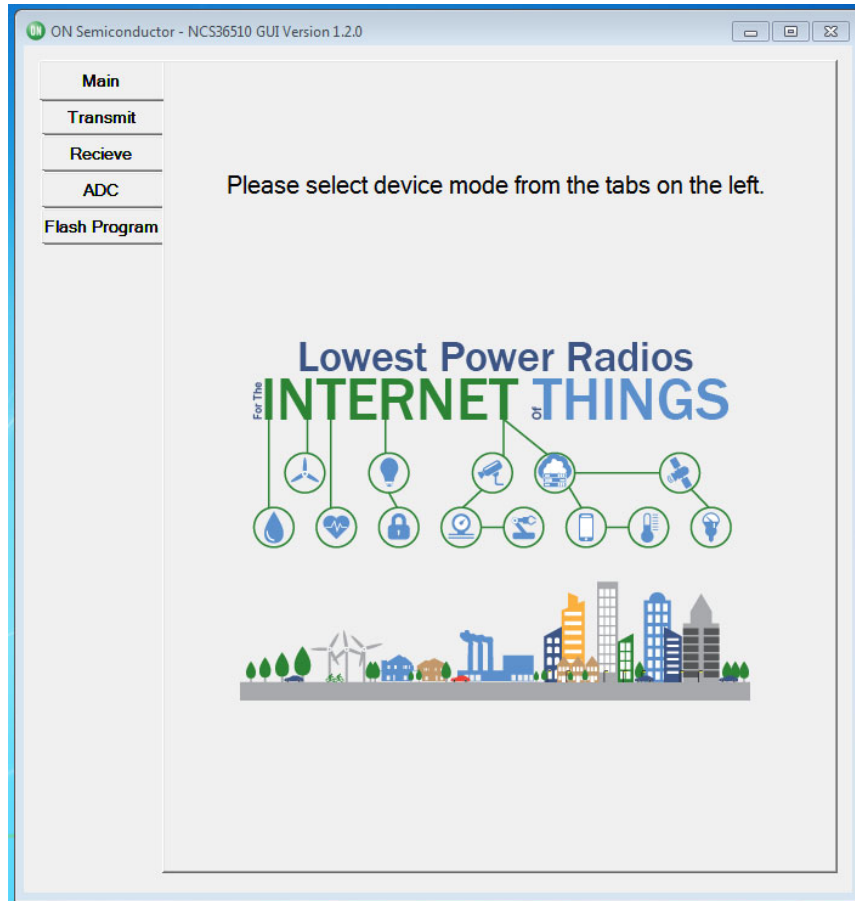 ON Semiconductor - NCS36510 GUI Version 1.2.0
Main
Transmit
Recieve
ADC
Flash Program
Please select device mode from the tabs on the left.
Lowest Power Radios
For The INTERNET Of THINGS